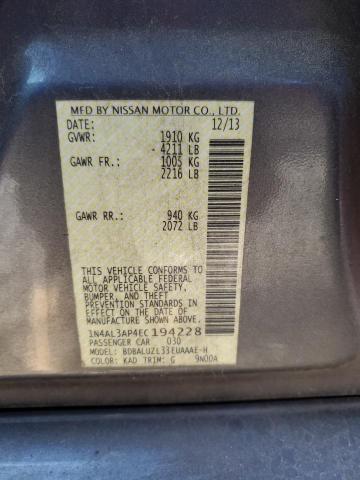 MFD BY NISSAN MOTOR CO., LTD.
DATE: 12/13
GVWR: 1910 KG
4211 LB
GAWR FR.: 1005 KG
2216 LB
GAWR RR.: 940 KG
2072 LB
THIS VEHICLE CONFORMS TO
ALL APPLICABLE FEDERAL
MOTOR VEHICLE SAFETY,
BUMPER, AND THEFT
PREVENTION STANDARDS IN
EFFECT ON THE DATE OF
MANUFACTURE SHOWN ABOVE.
1N4AL3AP4EC194228
PASSENGER CAR 030
MODEL: BDBALUZL33EUAAAE-H
COLOR: KAD TRIM: G 9N00A